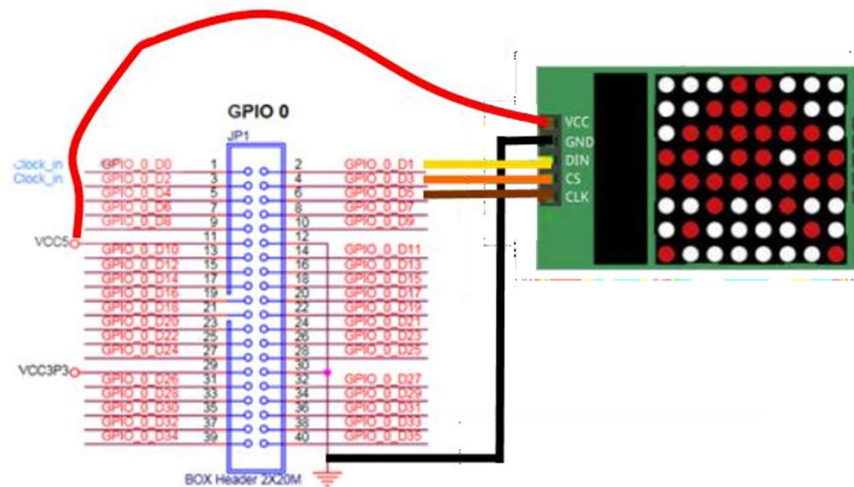 GPIO 0
JP1
Clock_in GPIO_0_D0 1 2 GPIO_0_D1
Clock_in GPIO_0_D2 3 4 GPIO_0_D3
GPIO_0_D4 5 6 GPIO_0_D5
GPIO_0_D6 7 8 GPIO_0_D7
GPIO_0_D8 9 10 GPIO_0_D9
VCC5 11 12
GPIO_0_D10 13 14 GPIO_0_D11
GPIO_0_D12 15 16 GPIO_0_D13
GPIO_0_D14 17 18 GPIO_0_D15
GPIO_0_D16 19 20 GPIO_0_D17
GPIO_0_D18 21 22 GPIO_0_D19
GPIO_0_D20 23 24 GPIO_0_D21
GPIO_0_D22 25 26 GPIO_0_D23
GPIO_0_D24 27 28 GPIO_0_D25
VCC3P3 29 30
GPIO_0_D26 31 32 GPIO_0_D27
GPIO_0_D28 33 34 GPIO_0_D29
GPIO_0_D30 35 36 GPIO_0_D31
GPIO_0_D32 37 38 GPIO_0_D33
GPIO_0_D34 39 40 GPIO_0_D35
BOX Header 2X20M
VCC
GND
DIN
CS
CLK